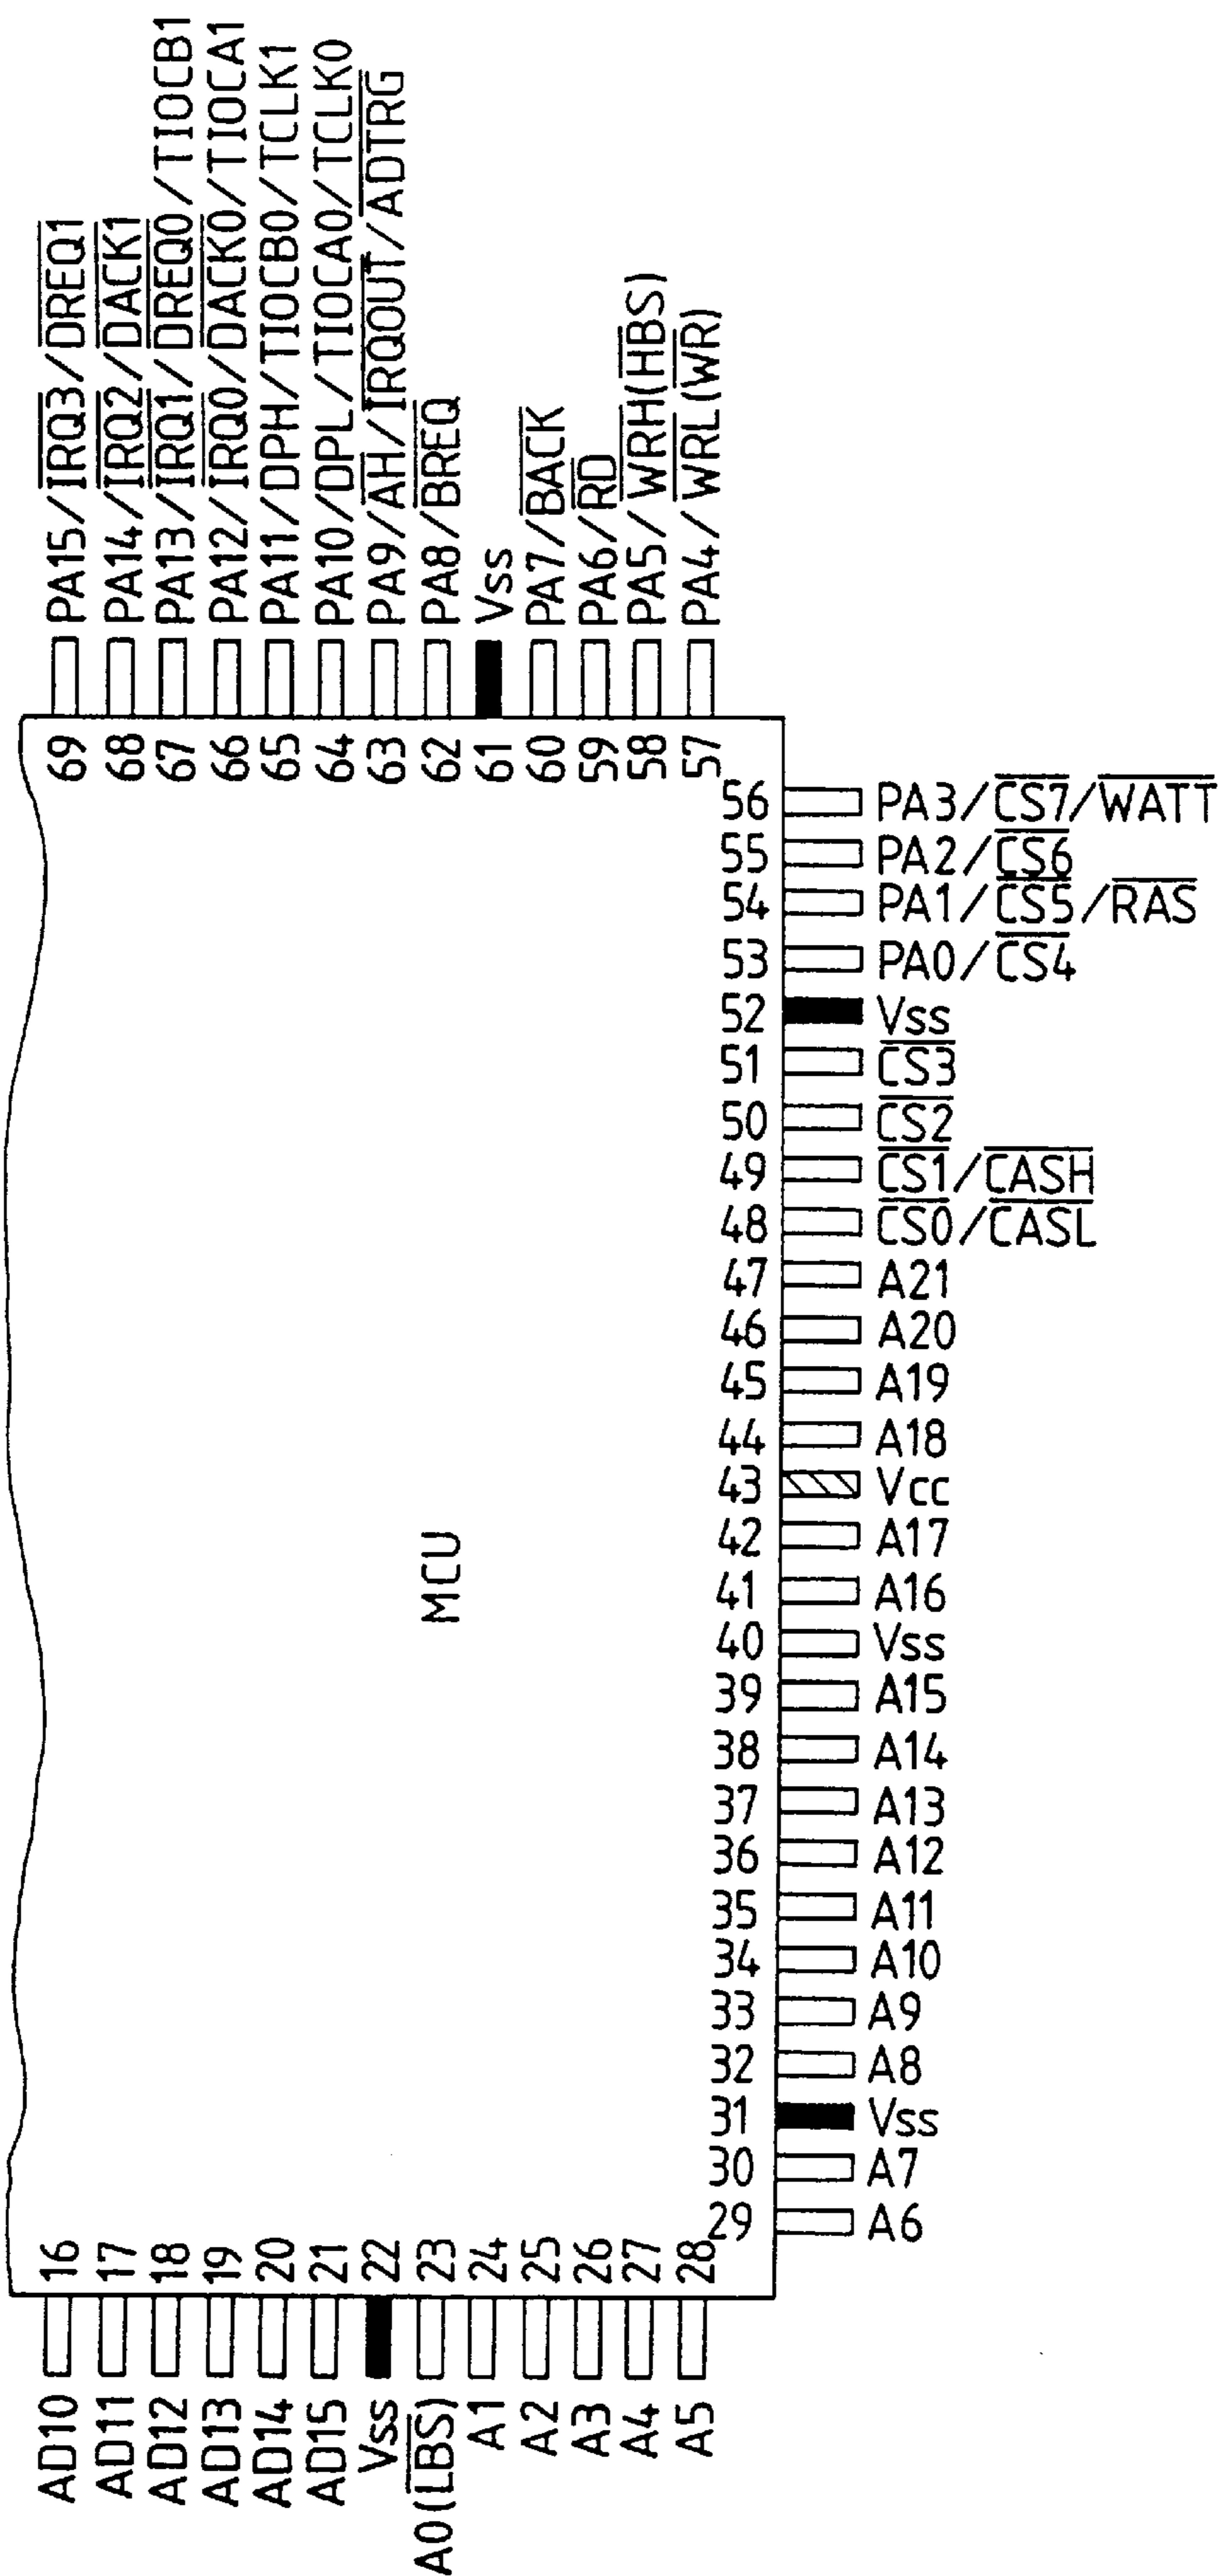 PA15/IRQ3/DREQ1
PA14/IRQ2/DACK1
PA13/IRQ1/DREQ0/TIOCB1
PA12/IRQ0/DACK0/TIOCA1
PA11/DPH/TIOCB0/TCLK1
PA10/DPL/TIOCA0/TCLK0
PA9/AH/IRQOUT/ADTRG
PA8/BREQ
Vss
PA7/BACK
PA6/RD
PA5/WRH(HBS)
PA4/WRL(WR)
69
68
67
66
65
64
63
62
61
60
59
58
57
56 PA3/CS7/WATT
55 PA2/CS6
54 PA1/CS5/RAS
53 PA0/CS4
52 Vss
51 CS3
50 CS2
49 CS1/CASH
48 CS0/CASL
47 A21
46 A20
45 A19
44 A18
43 Vcc
42 A17
41 A16
40 Vss
39 A15
38 A14
37 A13
36 A12
35 A11
34 A10
33 A9
32 A8
31 Vss
30 A7
29 A6
MCU
16
17
18
19
20
21
22
23
24
25
26
27
28
AD10
AD11
AD12
AD13
AD14
AD15
Vss
A0(LBS)
A1
A2
A3
A4
A5